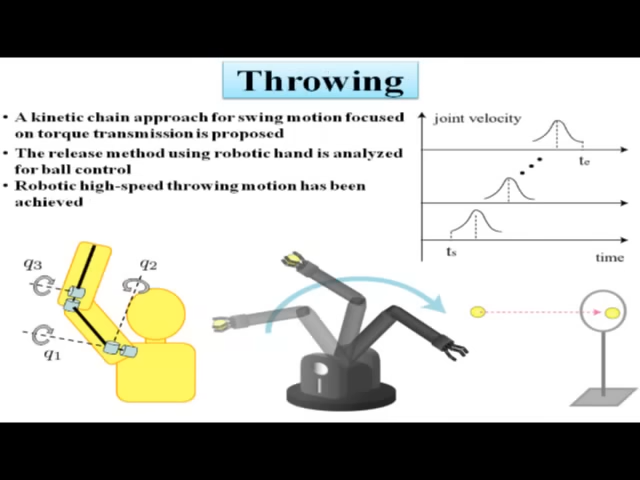 Throwing
• A kinetic chain approach for swing motion focused
on torque transmission is proposed
• The release method using robotic hand is analyzed
for ball control
• Robotic high-speed throwing motion has been
achieved
joint velocity
te
ts
time
q3
q2
q1